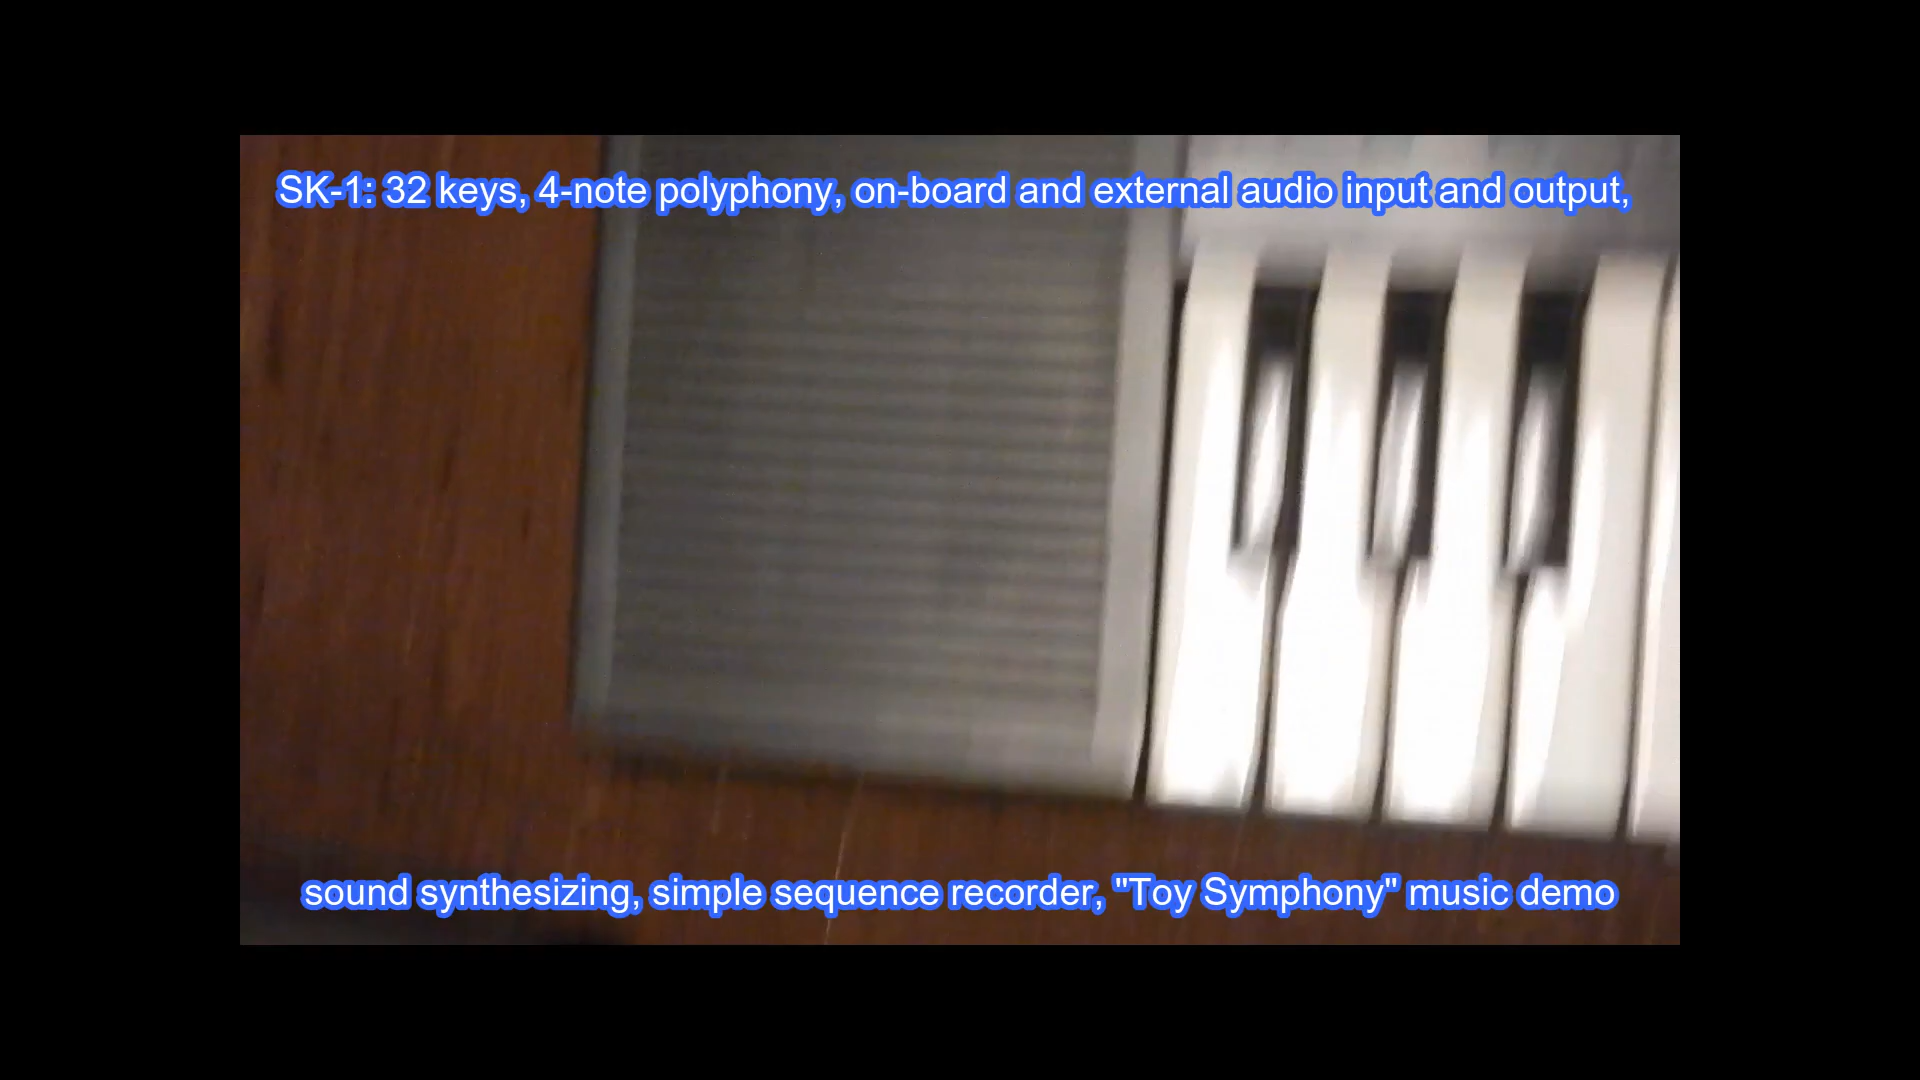 SK-1: 32 keys, 4-note polyphony, on-board and external audio input and output,
sound synthesizing, simple sequence recorder, "Toy Symphony" music demo